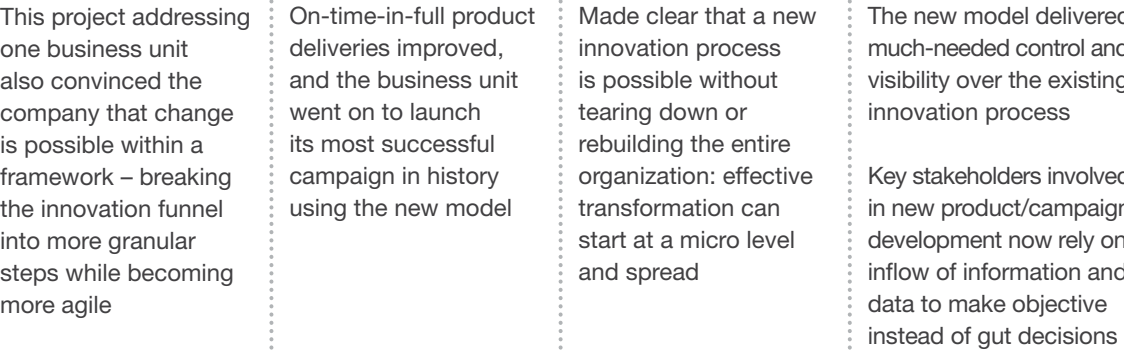 This project addressing
one business unit
also convinced the
company that change
is possible within a
framework – breaking
the innovation funnel
into more granular
steps while becoming
more agile
On-time-in-full product
deliveries improved,
and the business unit
went on to launch
its most successful
campaign in history
using the new model
Made clear that a new
innovation process
is possible without
tearing down or
rebuilding the entire
organization: effective
transformation can
start at a micro level
and spread
The new model delivered
much-needed control and
visibility over the existing
innovation process
Key stakeholders involved
in new product/campaign
development now rely on
inflow of information and
data to make objective
instead of gut decisions